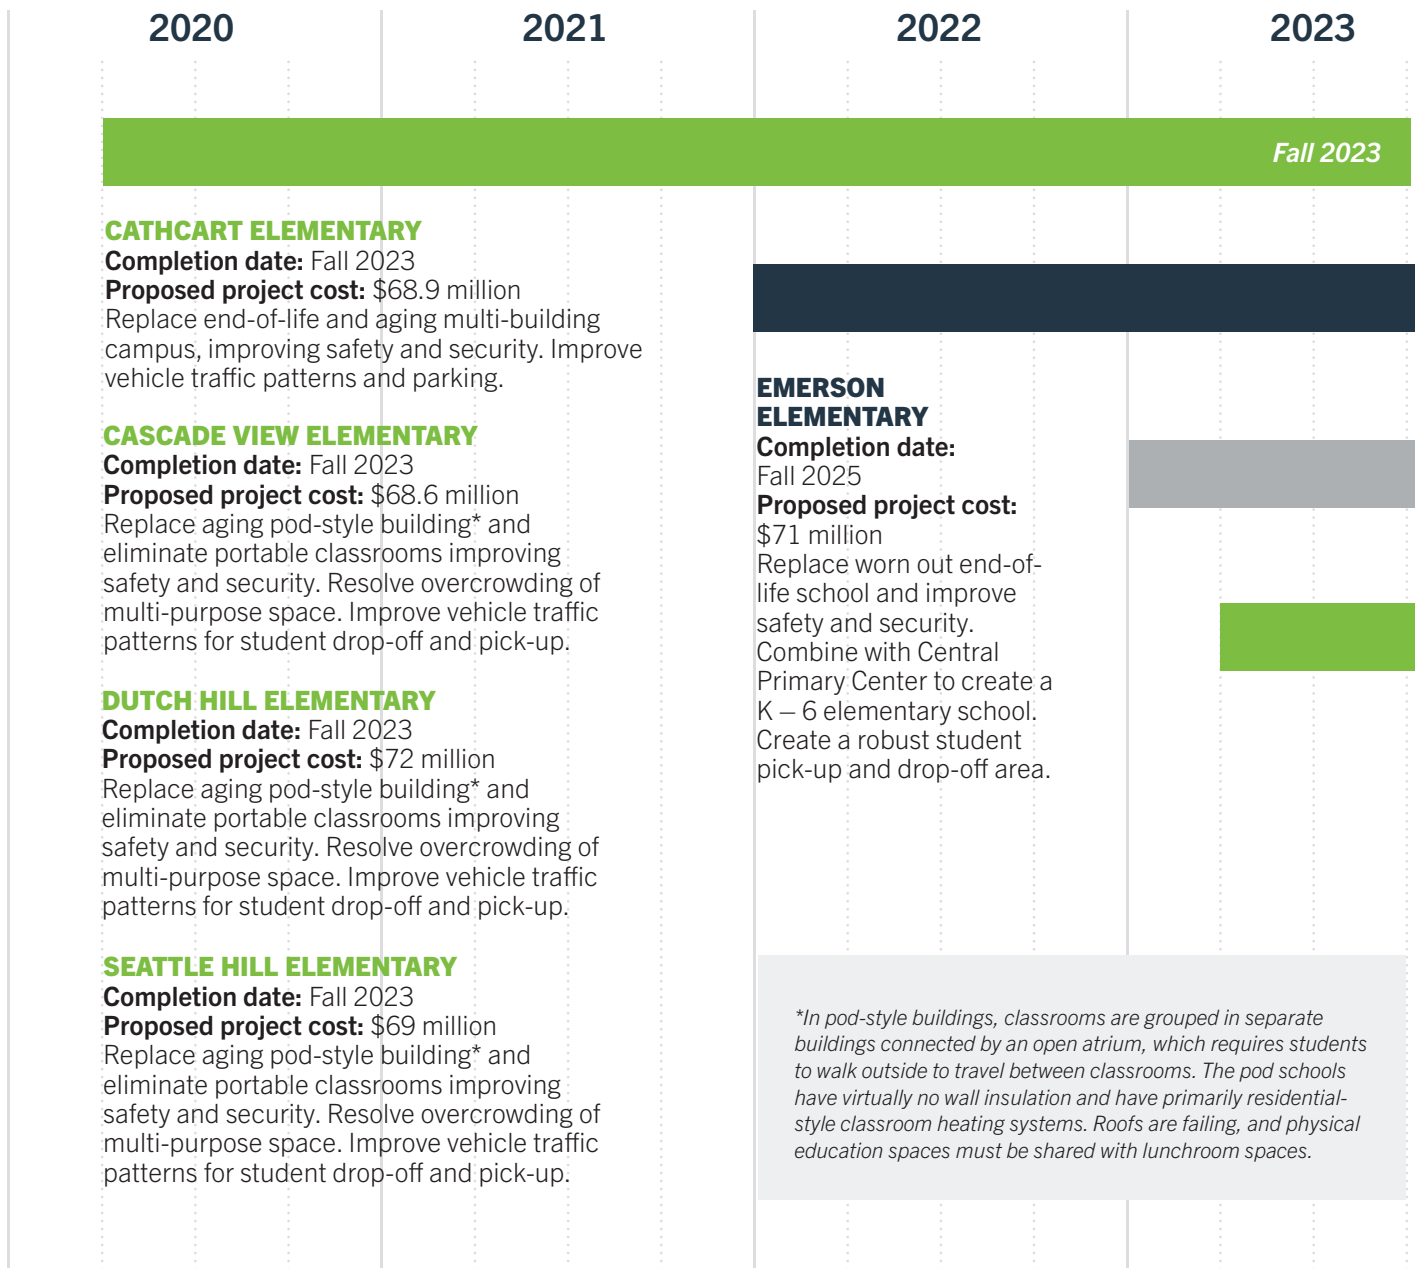 2020
2021
2022
2023
Fall 2023
CATHCART ELEMENTARY
Completion date: Fall 2023
Proposed project cost: $68.9 million
Replace end-of-life and aging multi-building
campus, improving safety and security. Improve
vehicle traffic patterns and parking.
CASCADE VIEW ELEMENTARY
Completion date: Fall 2023
Proposed project cost: $68.6 million
Replace aging pod-style building* and
eliminate portable classrooms improving
safety and security. Resolve overcrowding of
multi-purpose space. Improve vehicle traffic
patterns for student drop-off and pick-up.
DUTCH HILL ELEMENTARY
Completion date: Fall 2023
Proposed project cost: $72 million
Replace aging pod-style building* and
eliminate portable classrooms improving
safety and security. Resolve overcrowding of
multi-purpose space. Improve vehicle traffic
patterns for student drop-off and pick-up.
SEATTLE HILL ELEMENTARY
Completion date: Fall 2023
Proposed project cost: $69 million
Replace aging pod-style building* and
eliminate portable classrooms improving
safety and security. Resolve overcrowding of
multi-purpose space. Improve vehicle traffic
patterns for student drop-off and pick-up.
EMERSON
ELEMENTARY
Completion date:
Fall 2025
Proposed project cost:
$71 million
Replace worn out end-of-
life school and improve
safety and security.
Combine with Central
Primary Center to create a
K – 6 elementary school.
Create a robust student
pick-up and drop-off area.
*In pod-style buildings, classrooms are grouped in separate
buildings connected by an open atrium, which requires students
to walk outside to travel between classrooms. The pod schools
have virtually no wall insulation and have primarily residential-
style classroom heating systems. Roofs are failing, and physical
education spaces must be shared with lunchroom spaces.